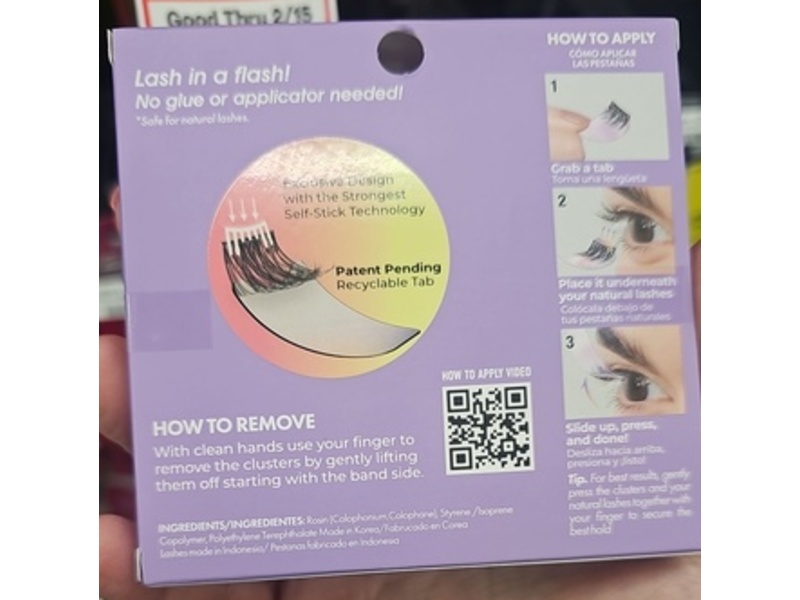 Good Thru 2/15
Lash in a flash!
No glue or applicator needed!
*Safe for natural lashes.
Exclusive Design
with the Strongest
Self-Stick Technology
Patent Pending
Recyclable Tab
HOW TO REMOVE
With clean hands use your finger to
remove the clusters by gently lifting
them off starting with the band side.
INGREDIENTS/INGREDIENTES: Rosin (Colophonium,Colophane), Styrene /Isoprene
Copolymer, Polyethylene Terephthalate Made in Korea/Fabricado en Corea
Lashes made in Indonesia/ Pestanas fabricado en Indonesia
HOW TO APPLY VIDEO
HOW TO APPLY
CÓMO APLICAR
LAS PESTAÑAS
1
Grab a tab
Toma una lengüeta
2
Place it underneath
your natural lashes
Colócala debajo de
tus pestañas naturales
3
Slide up, press,
and done!
Desliza hacia arriba,
presiona y ¡listo!
Tip. For best results, gently
press the clusters and your
natural lashes together with
your finger to secure the
best hold